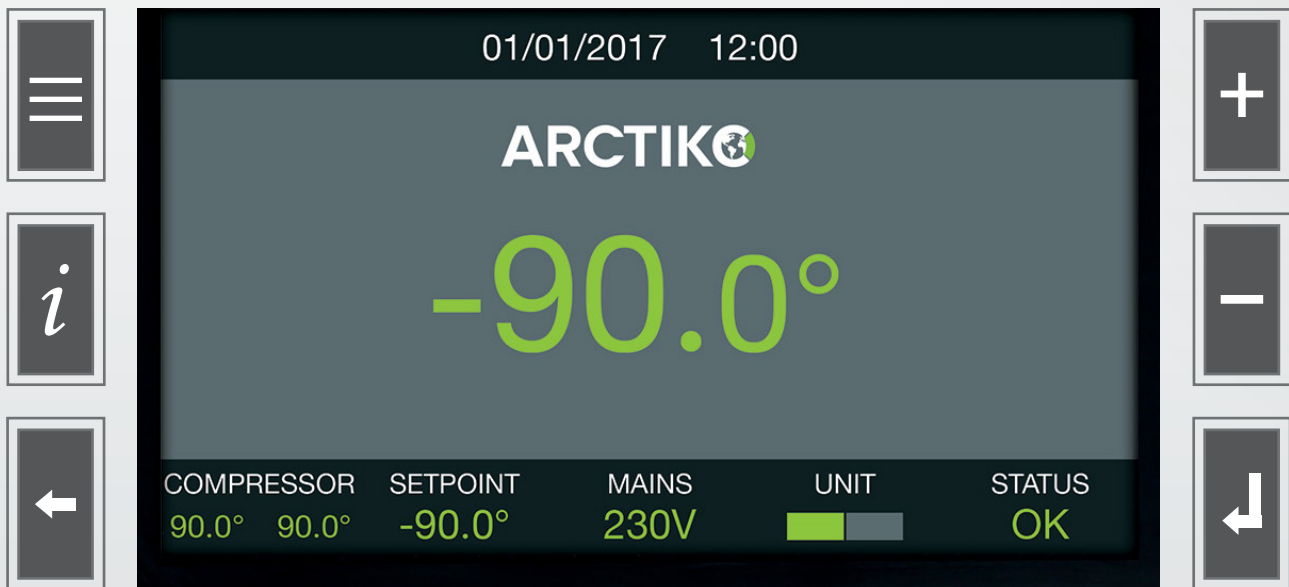 01/01/2017 12:00
ARCTIKO
-90.0°
COMPRESSOR SETPOINT MAINS UNIT STATUS
90.0° 90.0° -90.0° 230V OK
+
i
-